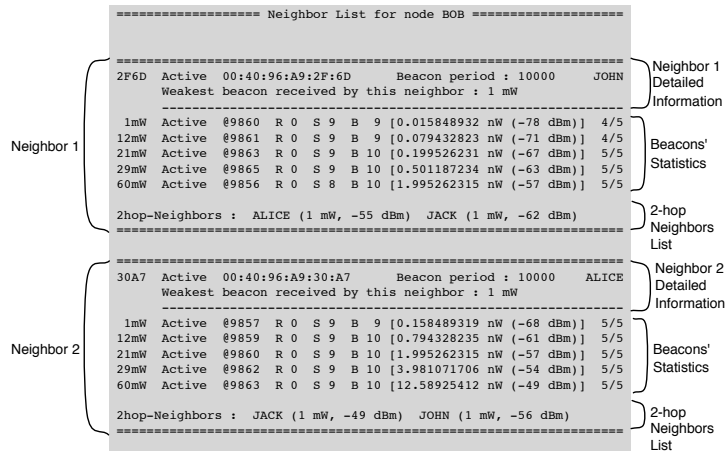 =================== Neighbor List for node BOB ====================
===================================================================
2F6D Active 00:40:96:A9:2F:6D Beacon period : 10000 JOHN
Weakest beacon received by this neighbor : 1 mW
-------------------------------------------------------------
1mW Active @9860 R 0 S 9 B 9 [0.015848932 nW (-78 dBm)] 4/5
12mW Active @9861 R 0 S 9 B 9 [0.079432823 nW (-71 dBm)] 4/5
21mW Active @9863 R 0 S 9 B 10 [0.199526231 nW (-67 dBm)] 5/5
29mW Active @9865 R 0 S 9 B 10 [0.501187234 nW (-63 dBm)] 5/5
60mW Active @9856 R 0 S 8 B 10 [1.995262315 nW (-57 dBm)] 5/5
2hop-Neighbors : ALICE (1 mW, -55 dBm) JACK (1 mW, -62 dBm)
===================================================================
Neighbor 1
Neighbor 1
Detailed
Information
Beacons'
Statistics
2-hop
Neighbors
List
===================================================================
30A7 Active 00:40:96:A9:30:A7 Beacon period : 10000 ALICE
Weakest beacon received by this neighbor : 1 mW
-------------------------------------------------------------
1mW Active @9857 R 0 S 9 B 9 [0.158489319 nW (-68 dBm)] 5/5
12mW Active @9859 R 0 S 9 B 10 [0.794328235 nW (-61 dBm)] 5/5
21mW Active @9860 R 0 S 9 B 10 [1.995262315 nW (-57 dBm)] 5/5
29mW Active @9862 R 0 S 9 B 10 [3.981071706 nW (-54 dBm)] 5/5
60mW Active @9863 R 0 S 9 B 10 [12.58925412 nW (-49 dBm)] 5/5
2hop-Neighbors : JACK (1 mW, -49 dBm) JOHN (1 mW, -56 dBm)
===================================================================
Neighbor 2
Neighbor 2
Detailed
Information
Beacons'
Statistics
2-hop
Neighbors
List